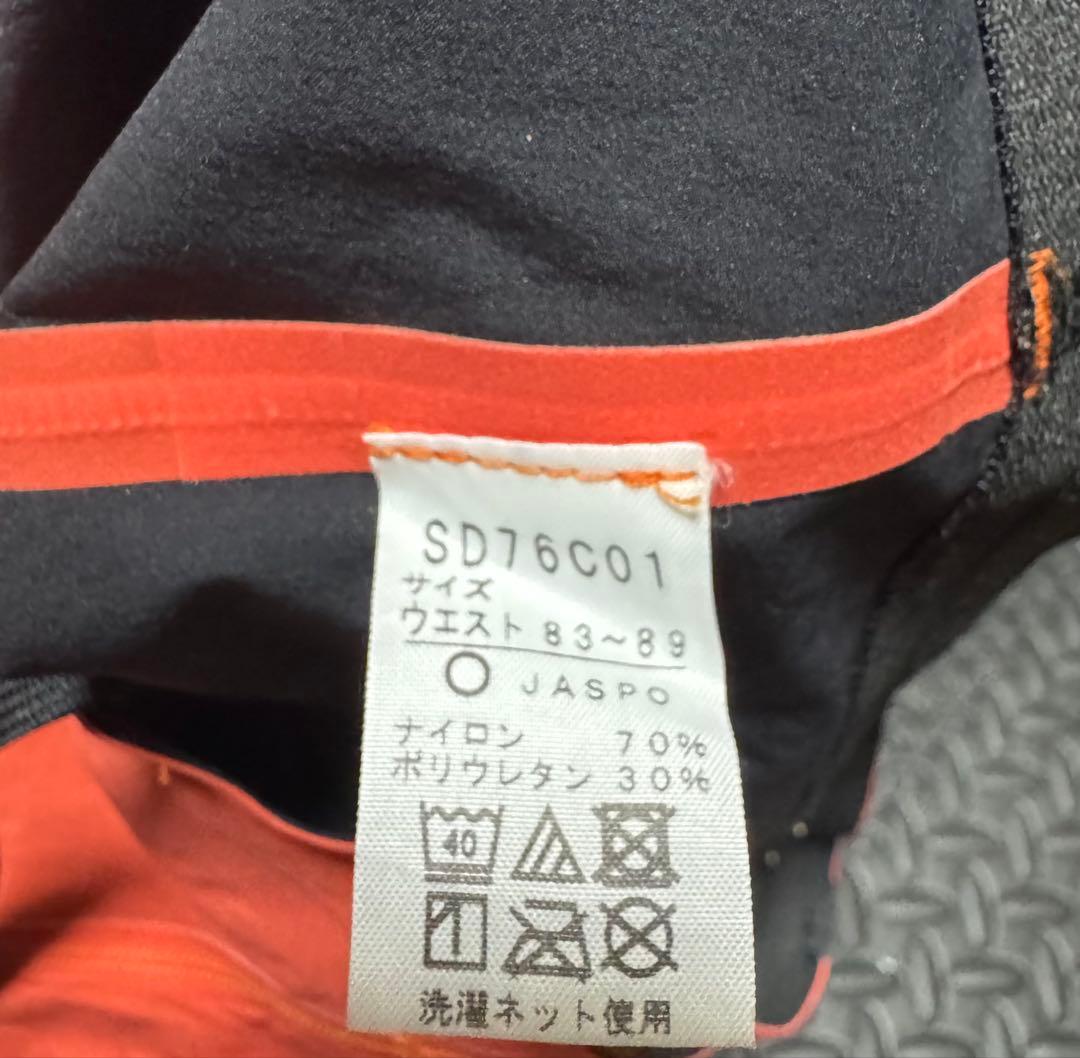 SD76C01
サイズ
ウエスト 83~89
O JASPO
ナイロン 70%
ポリウレタン 30%
40
洗濯ネット使用